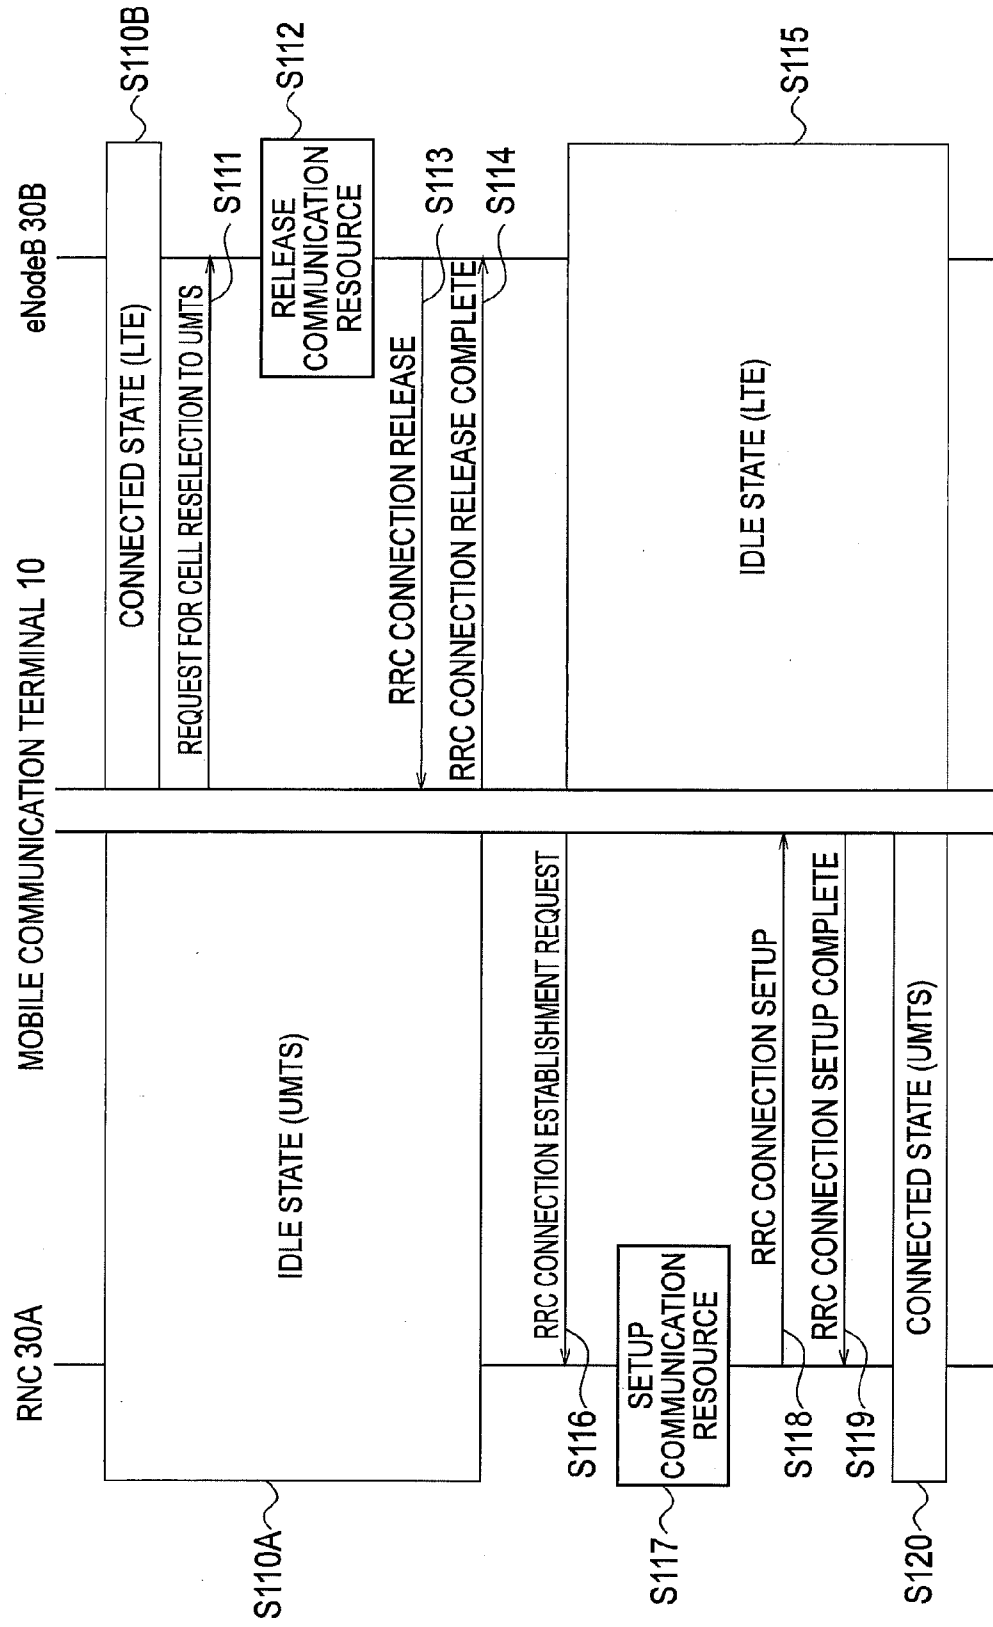 RNC 30A
MOBILE COMMUNICATION TERMINAL 10
eNodeB 30B
S110A
IDLE STATE (UMTS)
CONNECTED STATE (LTE)
S110B
REQUEST FOR CELL RESELECTION TO UMTS
S111
RELEASE
COMMUNICATION
RESOURCE
S112
RRC CONNECTION RELEASE
S113
RRC CONNECTION RELEASE COMPLETE
S114
IDLE STATE (LTE)
S115
RRC CONNECTION ESTABLISHMENT REQUEST
S116
SETUP
COMMUNICATION
RESOURCE
S117
RRC CONNECTION SETUP
S118
RRC CONNECTION SETUP COMPLETE
S119
CONNECTED STATE (UMTS)
S120